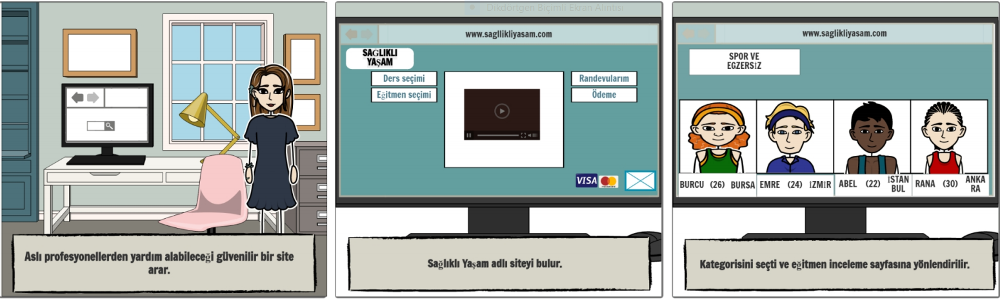 Aslı profesyonellerden yardım alabileceği güvenilir bir site
arar.
Dikdörtgen Biçimli Ekran Alıntısı
www.sagllikliyasam.com
SAĞLIKLI
YAŞAM
Ders seçimi
Eğitmen seçimi
Randevularım
Ödeme
VISA
Sağlıklı Yaşam adlı siteyi bulur.
www.saglikliyasam.com
SPOR VE
EGZERSİZ
BURCU (26) BURSA
EMRE (24) İZMİR
ABEL (22) İSTAN
BUL
RANA (30) ANKA
RA
Kategorisini seçti ve eğitmen inceleme sayfasına yönlendirilir.